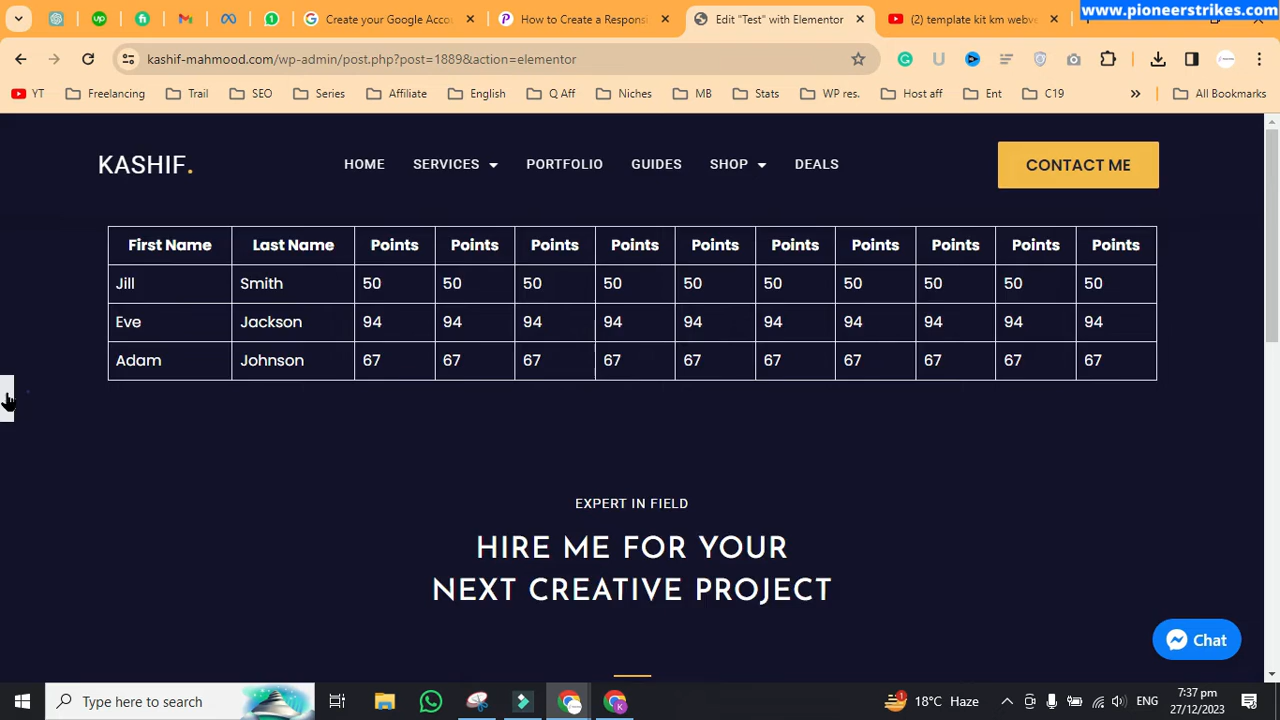 www.pioneerstrikes.com
Create your Google Acco
How to Create a Responsi
Edit "Test" with Elementor
(2) template kit km webv
kashif-mahmood.com/wp-admin/post.php?post=1889&action=elementor
YT Freelancing Trail SEO Series Affiliate English Q Aff Niches MB Stats WP res. Host aff Ent C19 All Bookmarks
KASHIF. HOME SERVICES PORTFOLIO GUIDES SHOP DEALS CONTACT ME
First Name Last Name Points Points Points Points Points Points Points Points Points Points
Jill Smith 50 50 50 50 50 50 50 50 50 50
Eve Jackson 94 94 94 94 94 94 94 94 94 94
Adam Johnson 67 67 67 67 67 67 67 67 67 67
EXPERT IN FIELD
HIRE ME FOR YOUR
NEXT CREATIVE PROJECT
Chat
Type here to search
18°C Haze
ENG
7:37 pm
27/12/2023